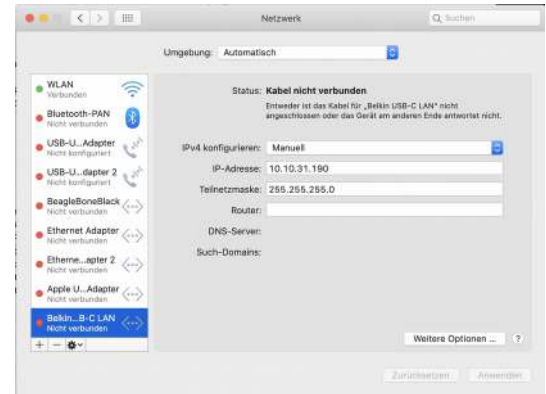 Netzwerk
Suchen
Umgebung: Automatisch
WLAN
Verbunden
Bluetooth-PAN
Nicht verbunden
USB-U...Adapter
Nicht konfiguriert
USB-U...dapter 2
Nicht konfiguriert
BeagleBoneBlack
Nicht verbunden
Ethernet Adapter
Nicht verbunden
Etherne...apter 2
Nicht verbunden
Apple U...Adapter
Nicht verbunden
Belkin...B-C LAN
Nicht verbunden
Status: Kabel nicht verbunden
Entweder ist das Kabel für „Belkin USB-C LAN“ nicht
angeschlossen oder das Gerät am anderen Ende antwortet nicht.
IPv4 konfigurieren: Manuell
IP-Adresse: 10.10.31.190
Teilnetzmaske: 255.255.255.0
Router:
DNS-Server:
Such-Domains:
Weitere Optionen ... ?
Zurücksetzen Anwenden